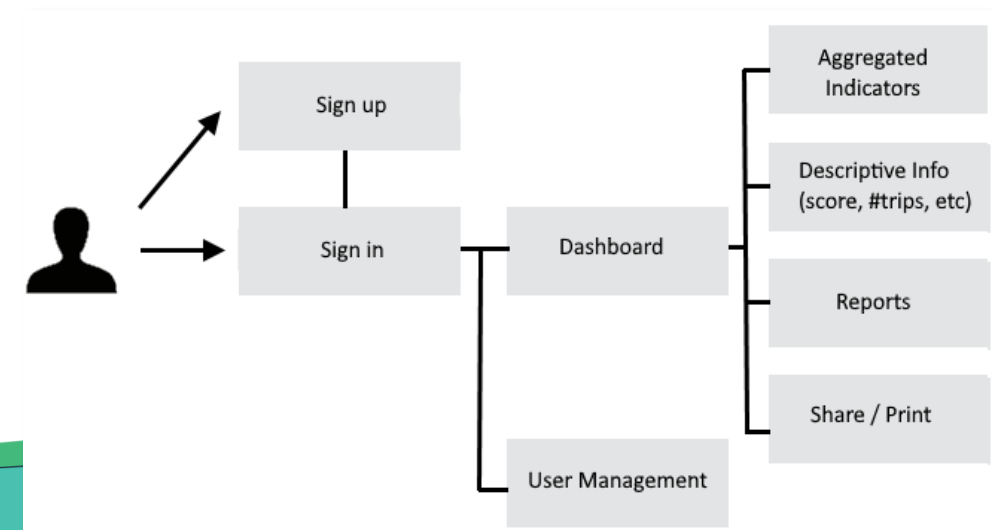 Sign up
Sign in
Dashboard
User Management
Aggregated
Indicators
Descriptive Info
(score, #trips, etc)
Reports
Share / Print